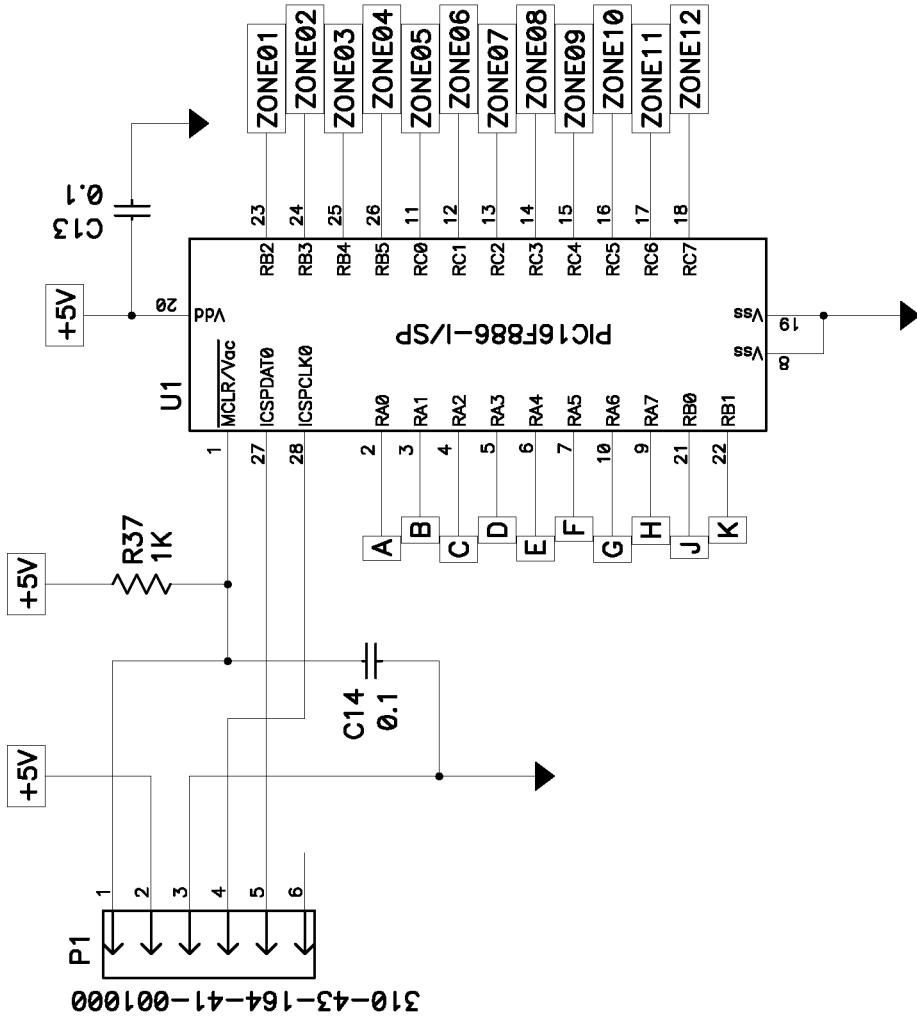 +5V
C13
0.1
20
Vdd
U1
PIC16F886-I/SP
MCLR/Vac
ICSPDAT0
ICSPCLK0
1
27
28
RB2 23 ZONE01
RB3 24 ZONE02
RB4 25 ZONE03
RB5 26 ZONE04
RC0 11 ZONE05
RC1 12 ZONE06
RC2 13 ZONE07
RC3 14 ZONE08
RC4 15 ZONE09
RC5 16 ZONE10
RC6 17 ZONE11
RC7 18 ZONE12
A 2 RA0
B 3 RA1
C 4 RA2
D 5 RA3
E 6 RA4
F 7 RA5
G 10 RA6
H 9 RA7
J 21 RB0
K 22 RB1
Vss 19
Vss 8
+5V
R37
1K
C14
0.1
+5V
P1
1
2
3
4
5
6
310-43-164-41-001000